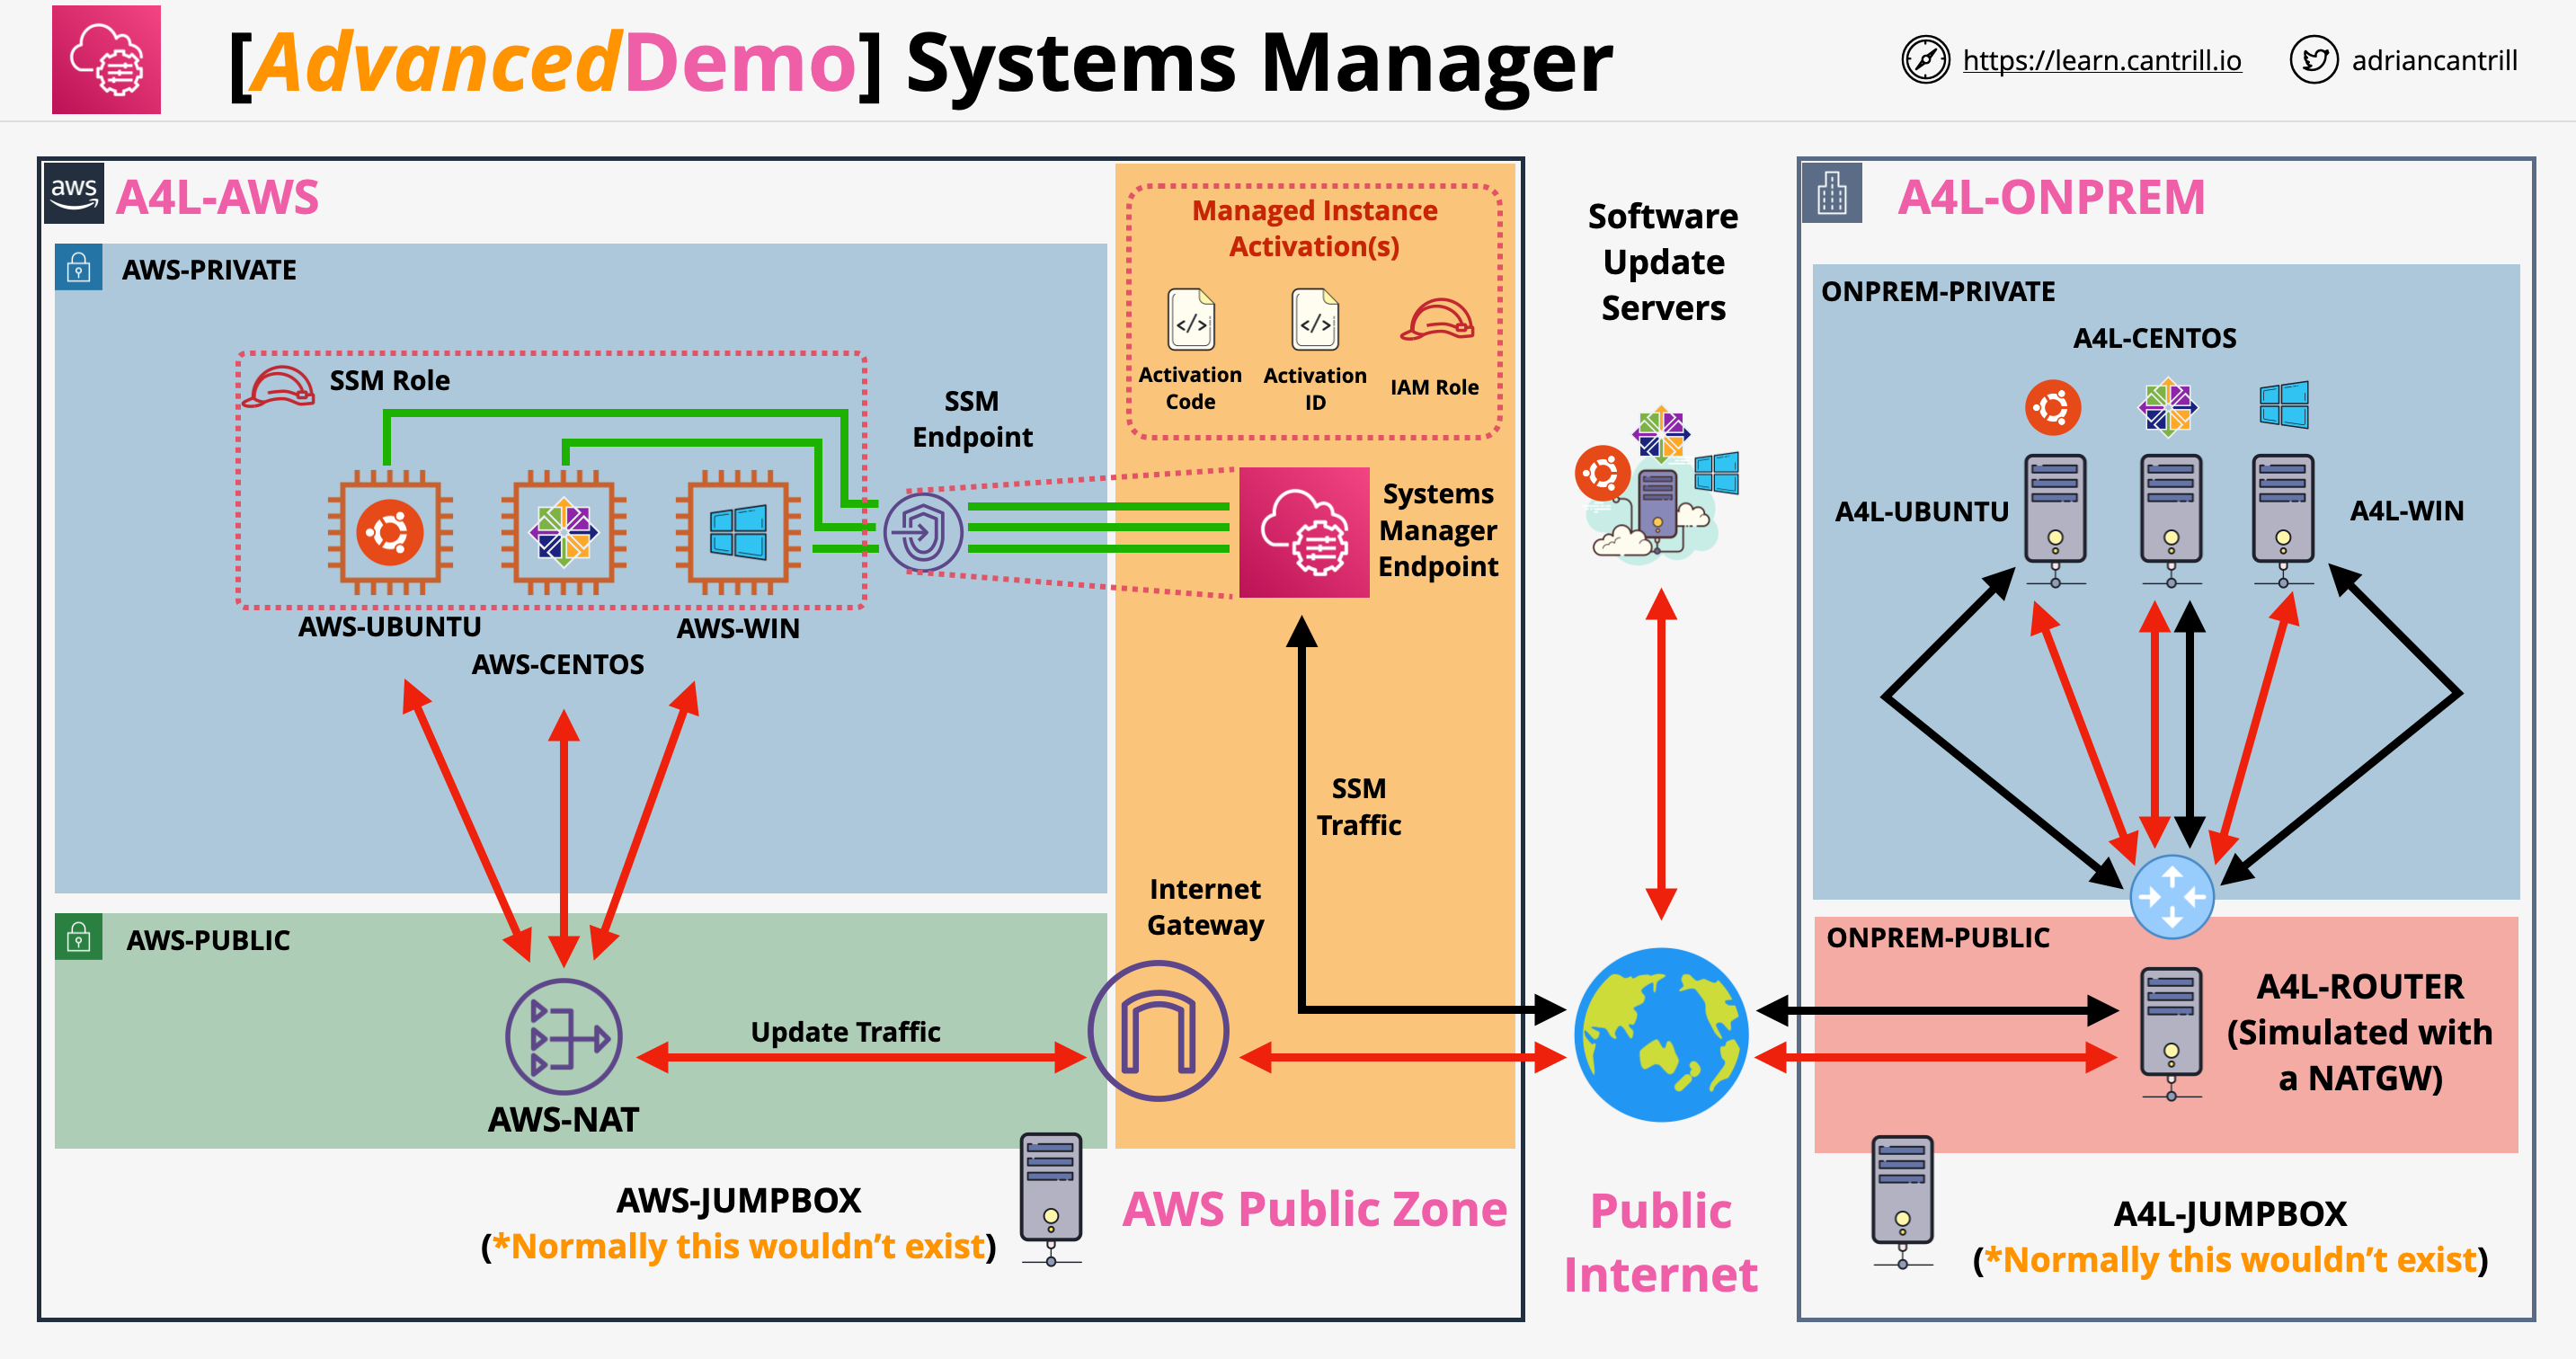 [AdvancedDemo] Systems Manager
https://learn.cantrill.io
adriancantrill
aws
A4L-AWS
AWS-PRIVATE
SSM Role
SSM
Endpoint
AWS-UBUNTU
AWS-CENTOS
AWS-WIN
Managed Instance
Activation(s)
</>
</>
Activation
Code
Activation
ID
IAM Role
Systems
Manager
Endpoint
SSM
Traffic
Internet
Gateway
AWS-PUBLIC
Update Traffic
AWS-NAT
AWS-JUMPBOX
(*Normally this wouldn’t exist)
AWS Public Zone
Software
Update
Servers
Public
Internet
A4L-ONPREM
ONPREM-PRIVATE
A4L-CENTOS
A4L-UBUNTU
A4L-WIN
ONPREM-PUBLIC
A4L-ROUTER
(Simulated with
a NATGW)
A4L-JUMPBOX
(*Normally this wouldn’t exist)